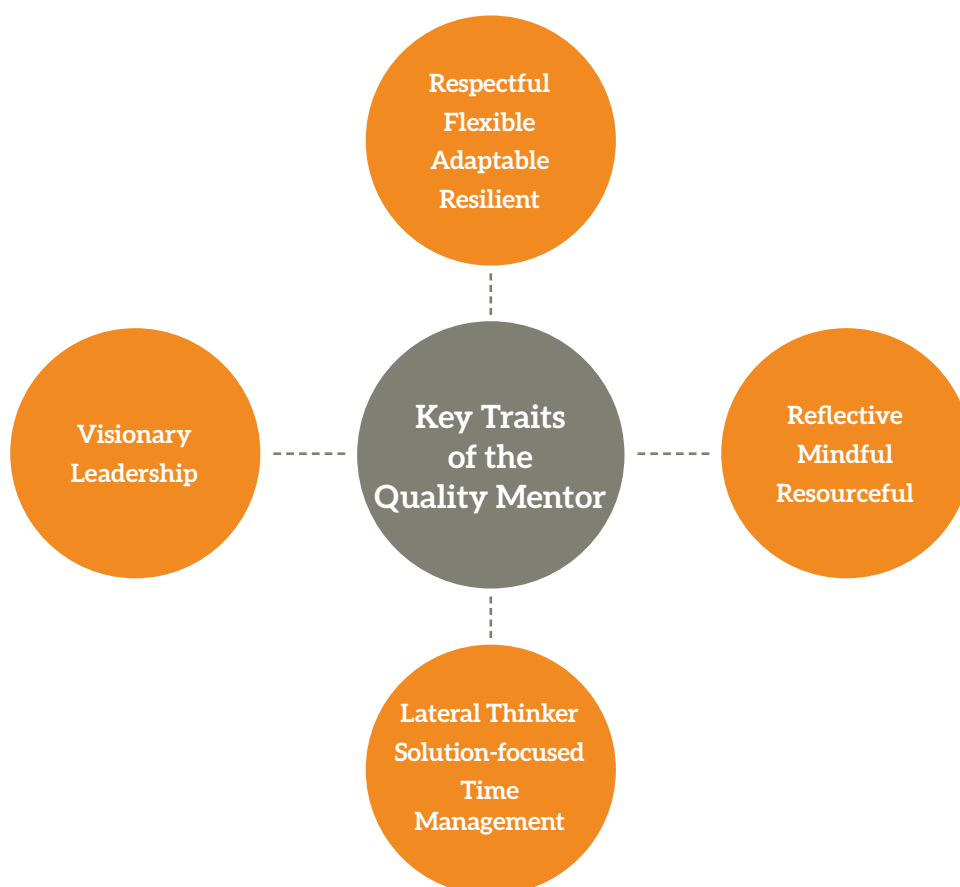 Respectful
Flexible
Adaptable
Resilient
Visionary
Leadership
Key Traits
of the
Quality Mentor
Reflective
Mindful
Resourceful
Lateral Thinker
Solution-focused
Time
Management